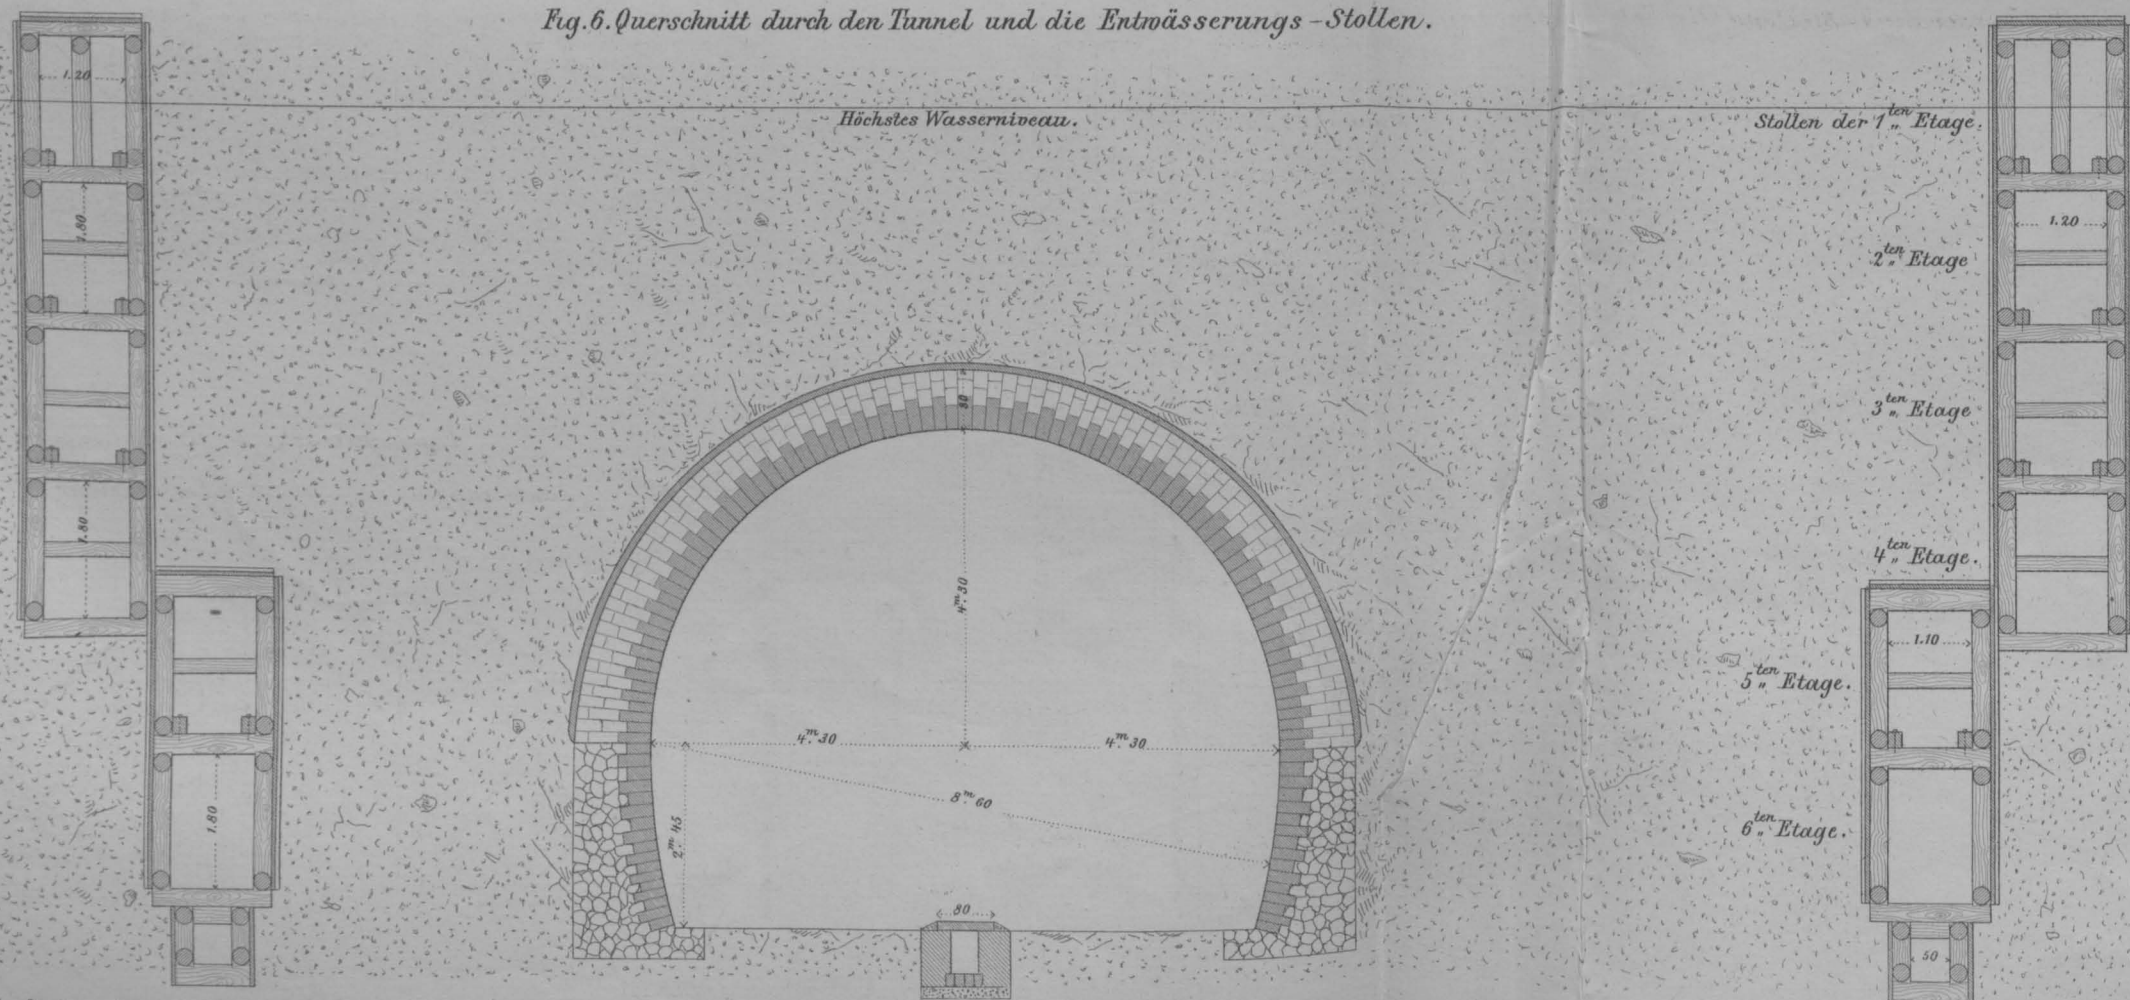 Fig. 6. Querschnitt durch den Tunnel und die Entwässerungs-Stollen.
1.20
Höchstes Wasserniveau.
Stollen der 1ten „ Etage.
1.80
1.20
2ten „ Etage
80
3ten „ Etage
1.80
4m.30
4ten „ Etage.
1.10
5ten „ Etage.
4m.30
4m.30
8m.60
1.80
2m.45
6ten „ Etage.
80
50